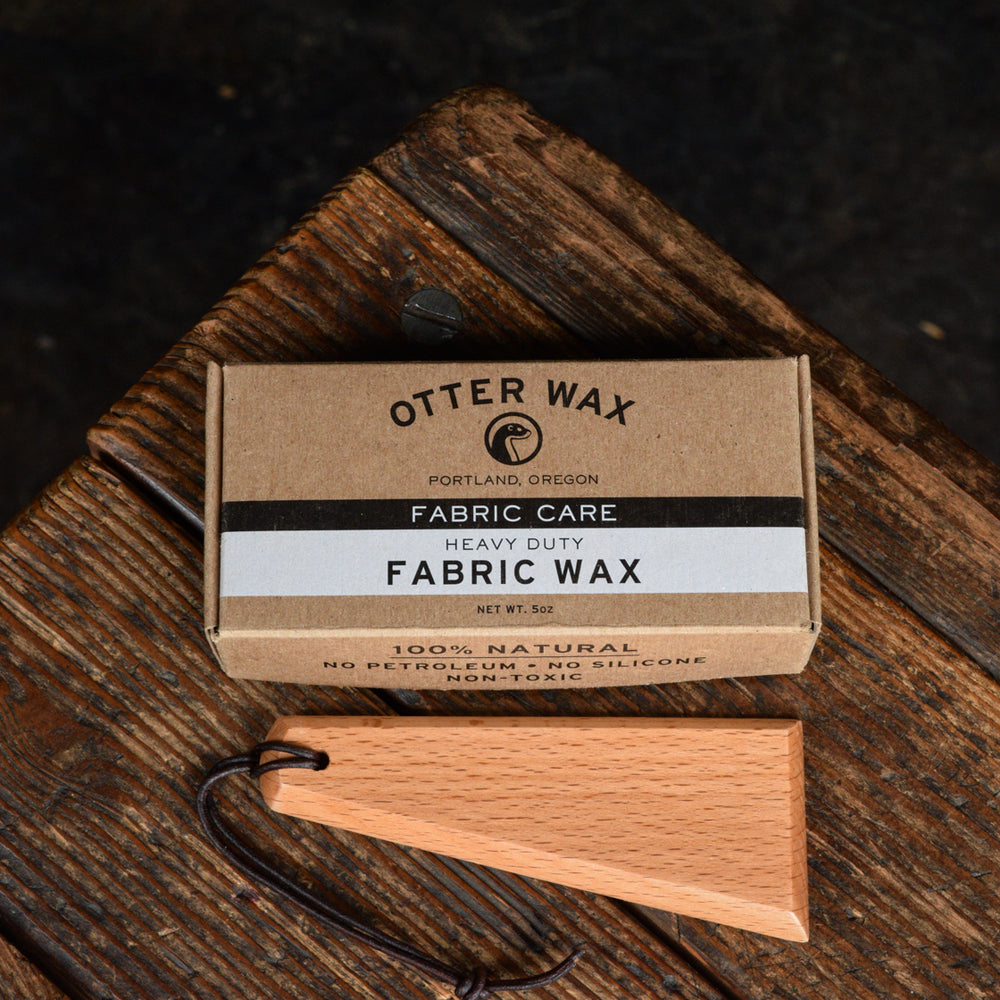 OTTER WAX
PORTLAND, OREGON
FABRIC CARE
HEAVY DUTY
FABRIC WAX
NET WT. 5oz
100% NATURAL
NO PETROLEUM • NO SILICONE
NON-TOXIC